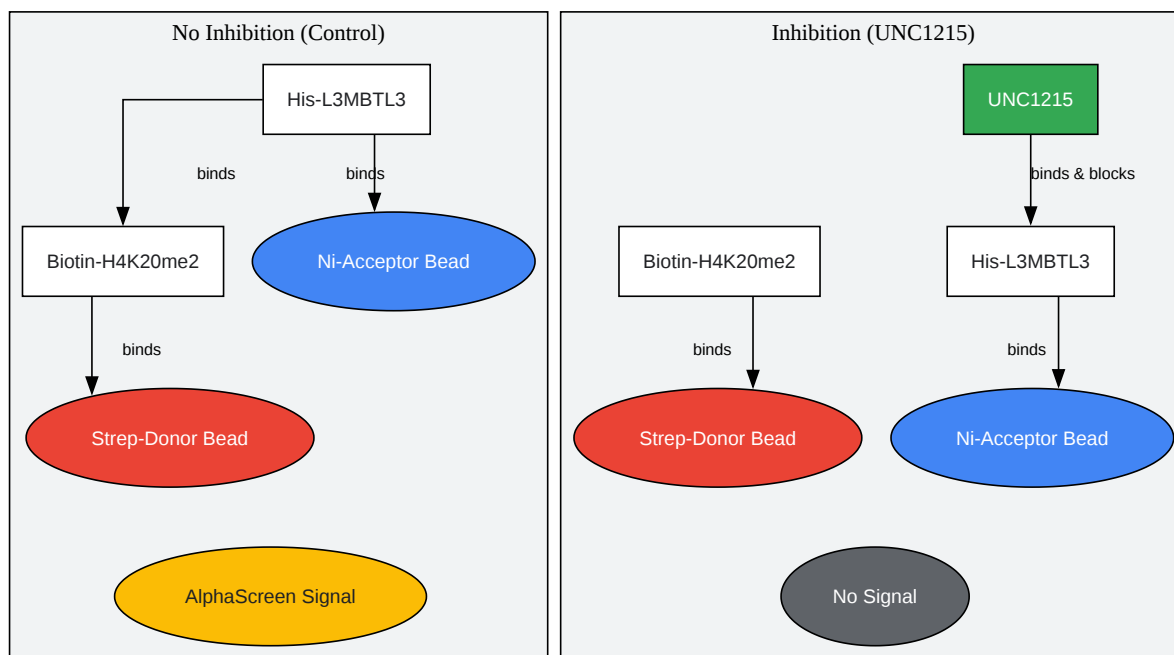 No Inhibition (Control)
His-L3MBTL3
binds
binds
Biotin-H4K20me2
Ni-Acceptor Bead
binds
Strep-Donor Bead
AlphaScreen Signal
Inhibition (UNC1215)
UNC1215
binds & blocks
Biotin-H4K20me2
His-L3MBTL3
binds
binds
Strep-Donor Bead
Ni-Acceptor Bead
No Signal